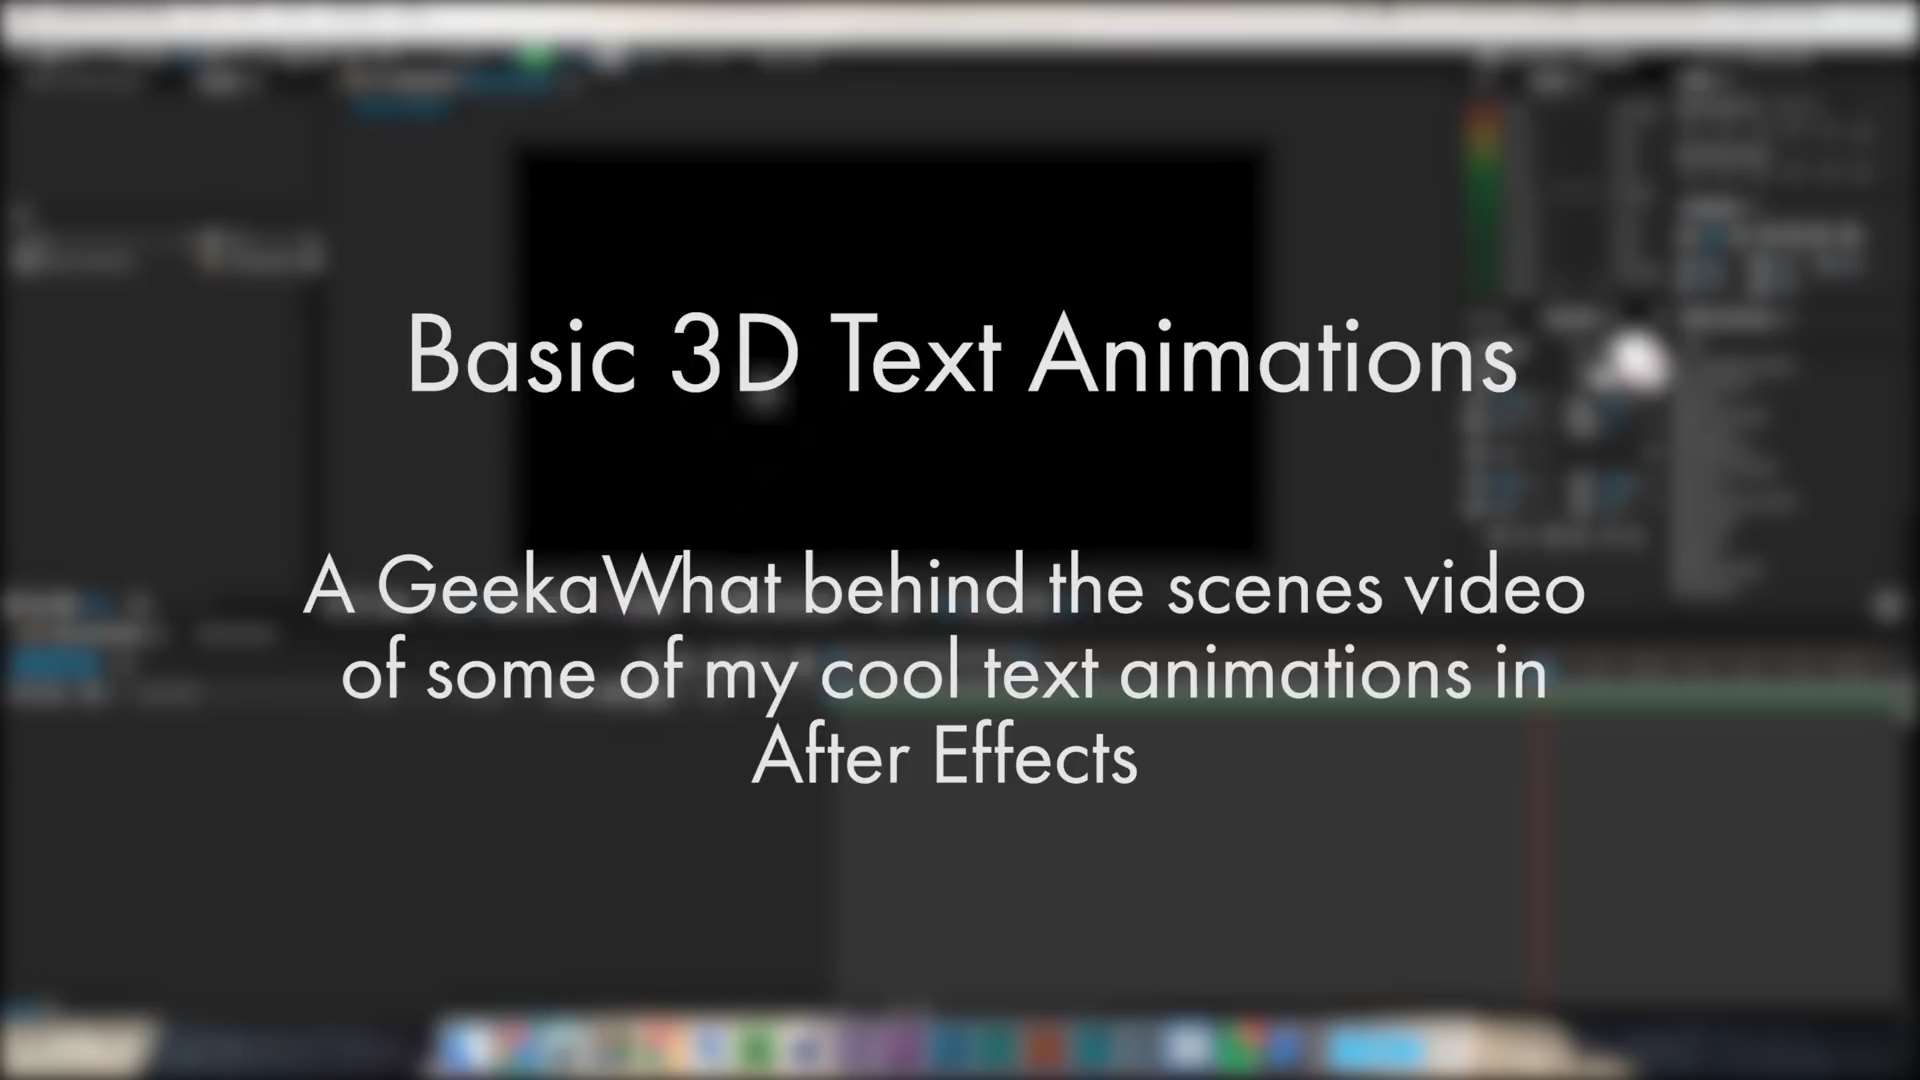 Basic 3D Text Animations
A GeekaWhat behind the scenes video
of some of my cool text animations in
After Effects